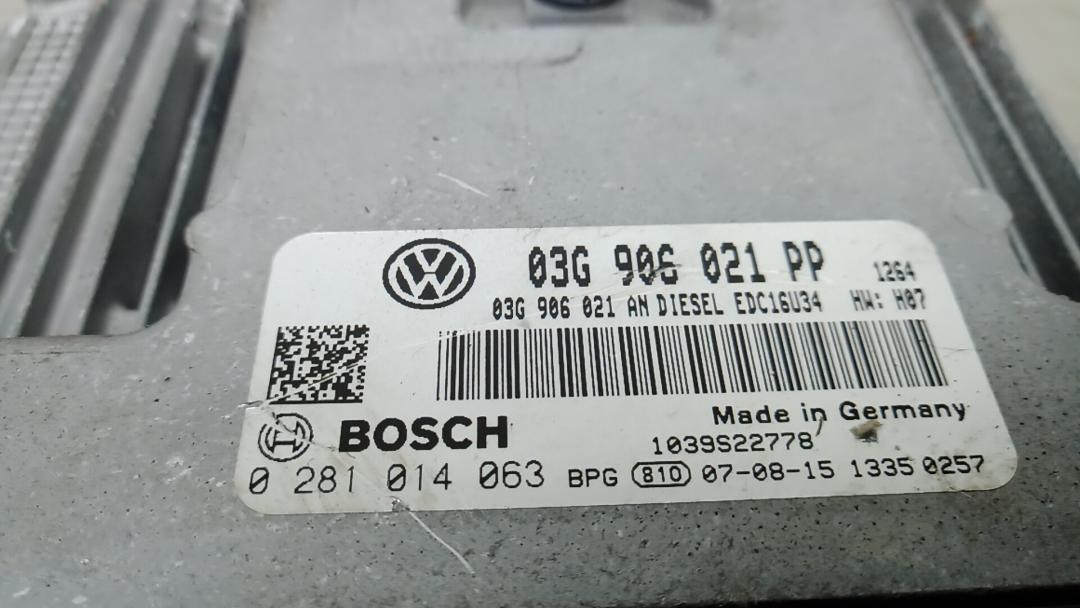 03G 906 021 PP 1264
03G 906 021 AN DIESEL EDC16U34 HW: H07
Made in Germany
BOSCH
1039S22778
0 281 014 063 BPG 810 07-08-15 1335 0257